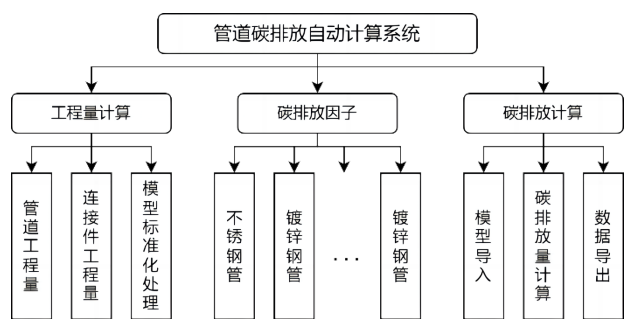 管道碳排放自动计算系统
工程量计算
碳排放因子
碳排放计算
管道工程量
连接件工程量
模型标准化处理
不锈钢管
镀锌钢管
...
镀锌钢管
模型导入
碳排放量计算
数据导出